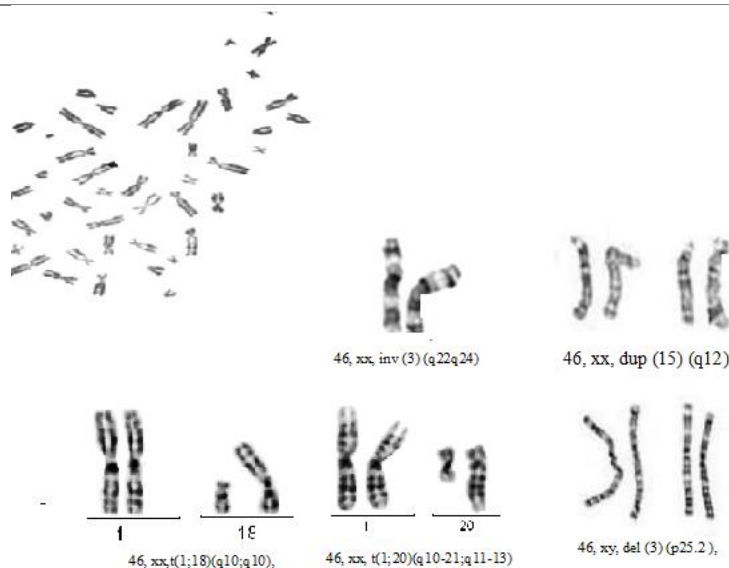 46, xx, inv (3) (q22q24)
46, xx, dup (15) (q12)
1
18
1
20
46, xx,t(1;18)(q10;q10),
46, xx, t(1;20)(q10-21;q11-13)
46, xy, del (3) (p25.2),